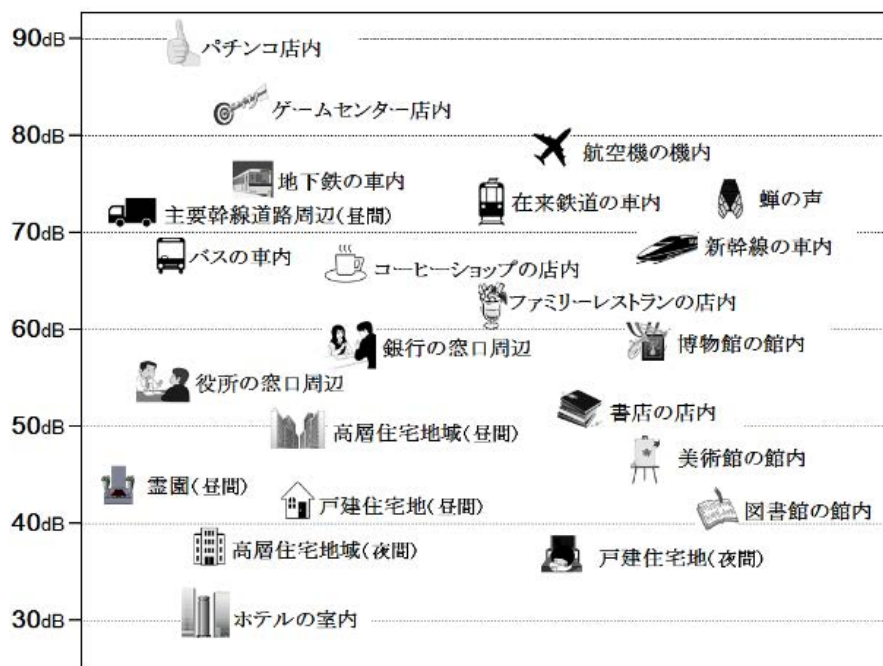 90dB
パチンコ店内
ゲームセンター店内
80dB
航空機の機内
地下鉄の車内
在来鉄道の車内
蝉の声
主要幹線道路周辺(昼間)
70dB
バスの車内
コーヒーショップの店内
新幹線の車内
ファミリーレストランの店内
60dB
銀行の窓口周辺
博物館の館内
役所の窓口周辺
書店の店内
50dB
高層住宅地域(昼間)
美術館の館内
霊園(昼間)
戸建住宅地(昼間)
図書館の館内
40dB
高層住宅地域(夜間)
戸建住宅地(夜間)
30dB
ホテルの室内